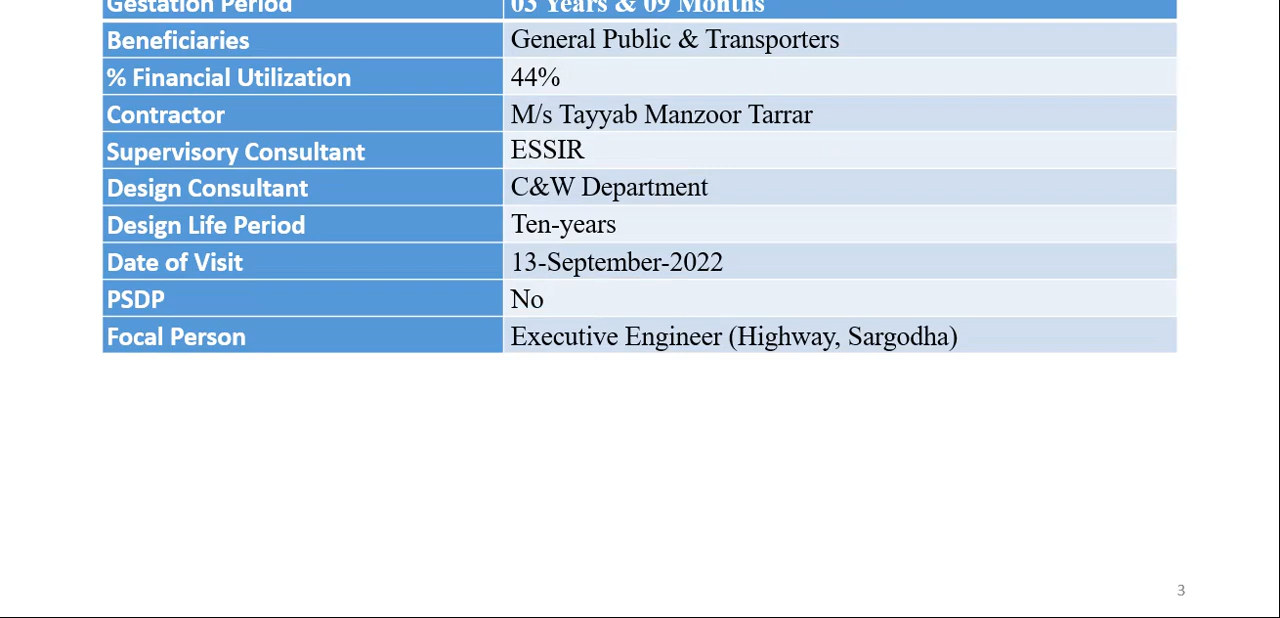 Gestation Period 03 Years & 09 Months
Beneficiaries General Public & Transporters
% Financial Utilization 44%
Contractor M/s Tayyab Manzoor Tarrar
Supervisory Consultant ESSIR
Design Consultant C&W Department
Design Life Period Ten-years
Date of Visit 13-September-2022
PSDP No
Focal Person Executive Engineer (Highway, Sargodha)
3